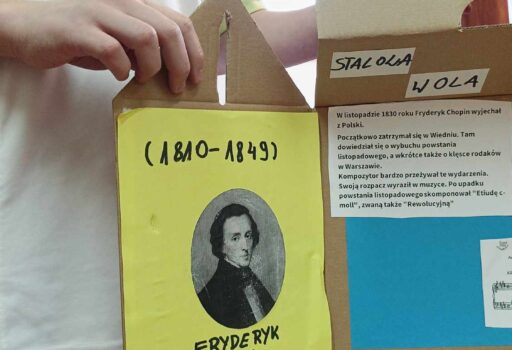 STALOWA
WOLA
(1810-1849)
FRYDERYK
W listopadzie 1830 roku Fryderyk Chopin wyjechał
z Polski.
Początkowo zatrzymał się w Wiedniu. Tam
dowiedział się o wybuchu powstania
listopadowego, a wkrótce także o klęsce rodaków
w Warszawie.
Kompozytor bardzo przeżywał te wydarzenia.
Swoją rozpacz wyraził w muzyce. Po upadku
powstania listopadowego skomponował "Etiudę c-
moll", zwaną także "Rewolucyjną"